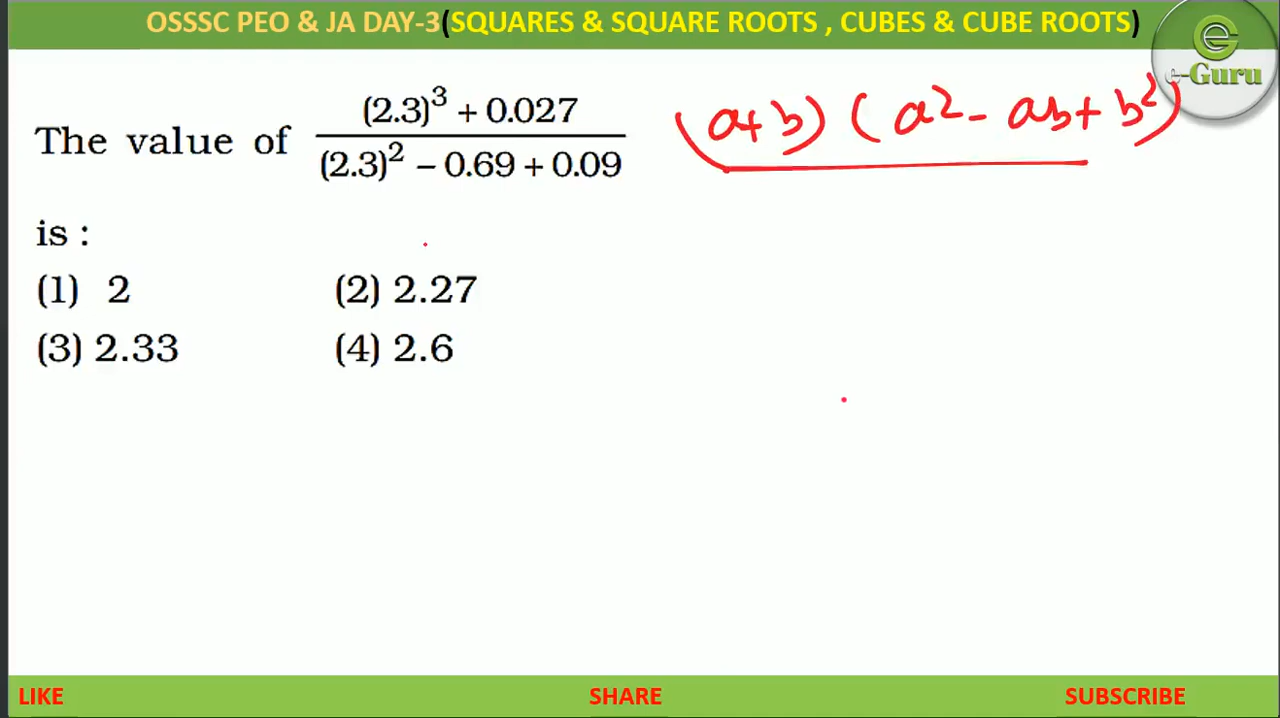 OSSSC PEO & JA DAY-3(SQUARES & SQUARE ROOTS , CUBES & CUBE ROOTS)
e
e-Guru
(a+b) (a² - ab + b²)
(2.3)³ + 0.027
The value of
(2.3)² – 0.69 + 0.09
is :
(1) 2 (2) 2.27
(3) 2.33 (4) 2.6
LIKE SHARE SUBSCRIBE